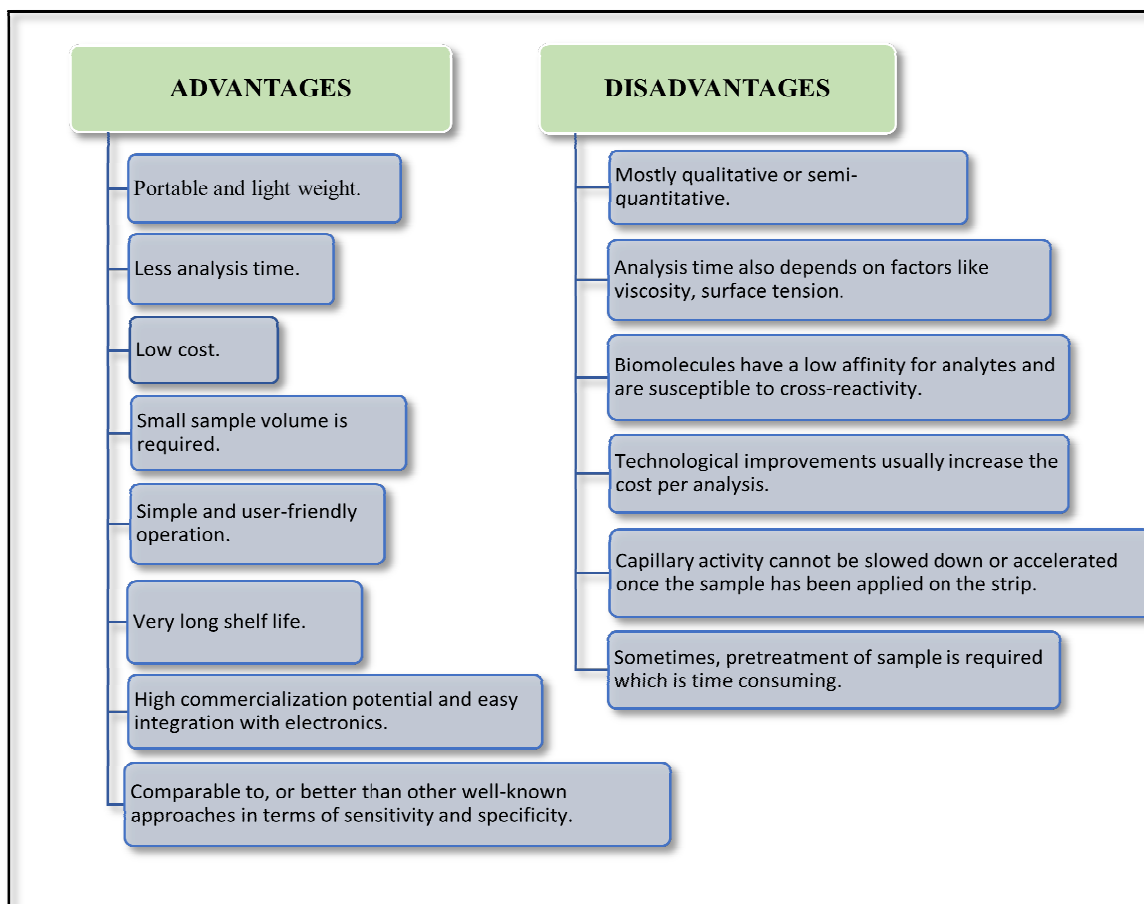 ADVANTAGES
Portable and light weight.
Less analysis time.
Low cost.
Small sample volume is
required.
Simple and user-friendly
operation.
Very long shelf life.
High commercialization potential and easy
integration with electronics.
Comparable to, or better than other well-known
approaches in terms of sensitivity and specificity.
DISADVANTAGES
Mostly qualitative or semi-
quantitative.
Analysis time also depends on factors like
viscosity, surface tension.
Biomolecules have a low affinity for analytes and
are susceptible to cross-reactivity.
Technological improvements usually increase the
cost per analysis.
Capillary activity cannot be slowed down or accelerated
once the sample has been applied on the strip.
Sometimes, pretreatment of sample is required
which is time consuming.